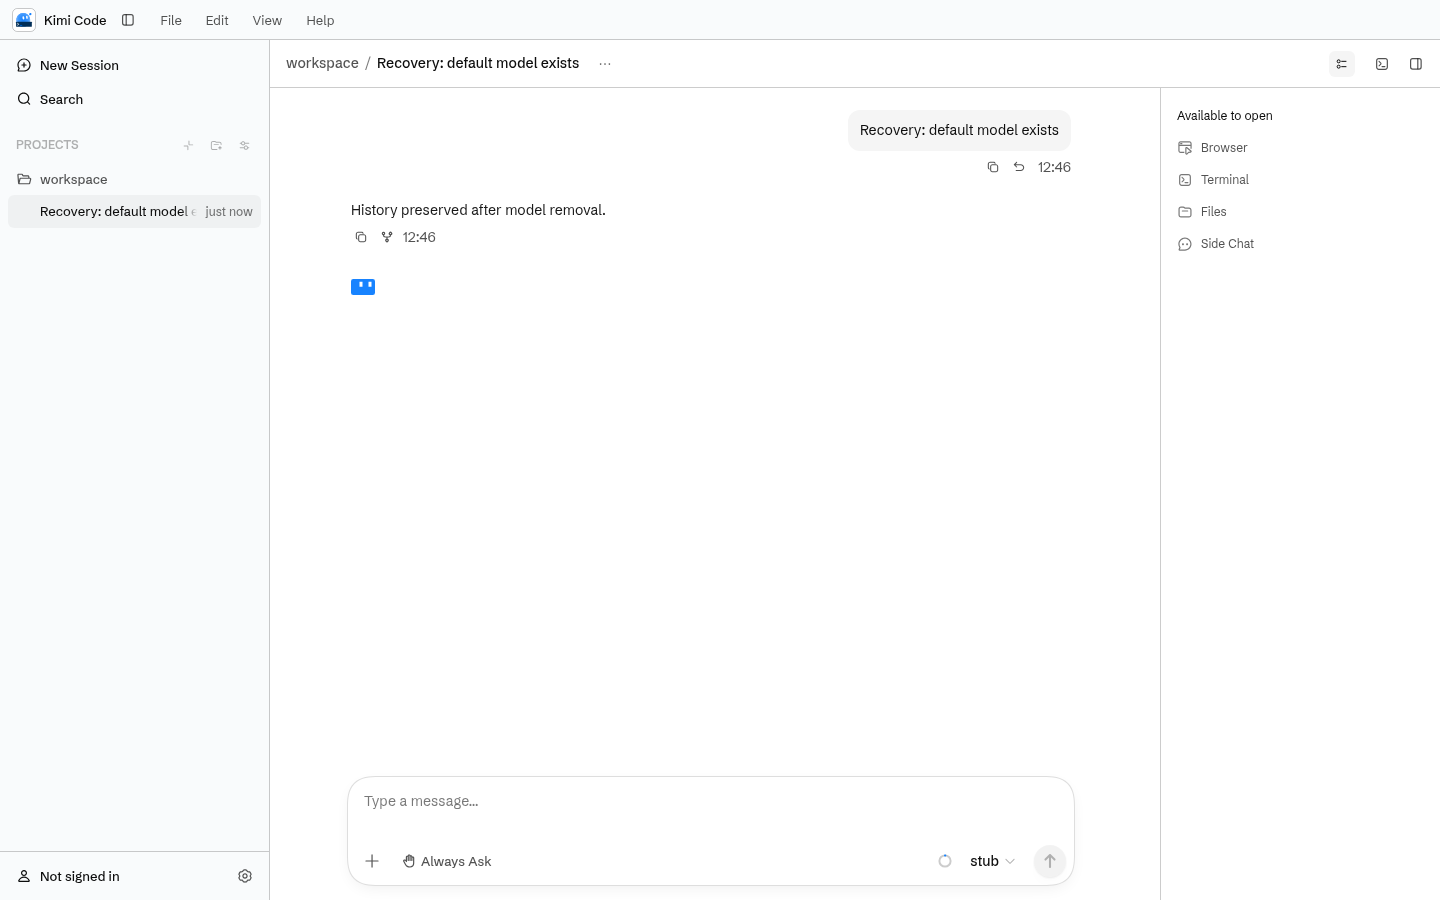 Kimi Code File Edit View Help
New Session
Search
PROJECTS
workspace
Recovery: default model just now
Not signed in
workspace / Recovery: default model exists ...
Recovery: default model exists
12:46
History preserved after model removal.
12:46
Type a message...
Always Ask stub
Available to open
Browser
Terminal
Files
Side Chat